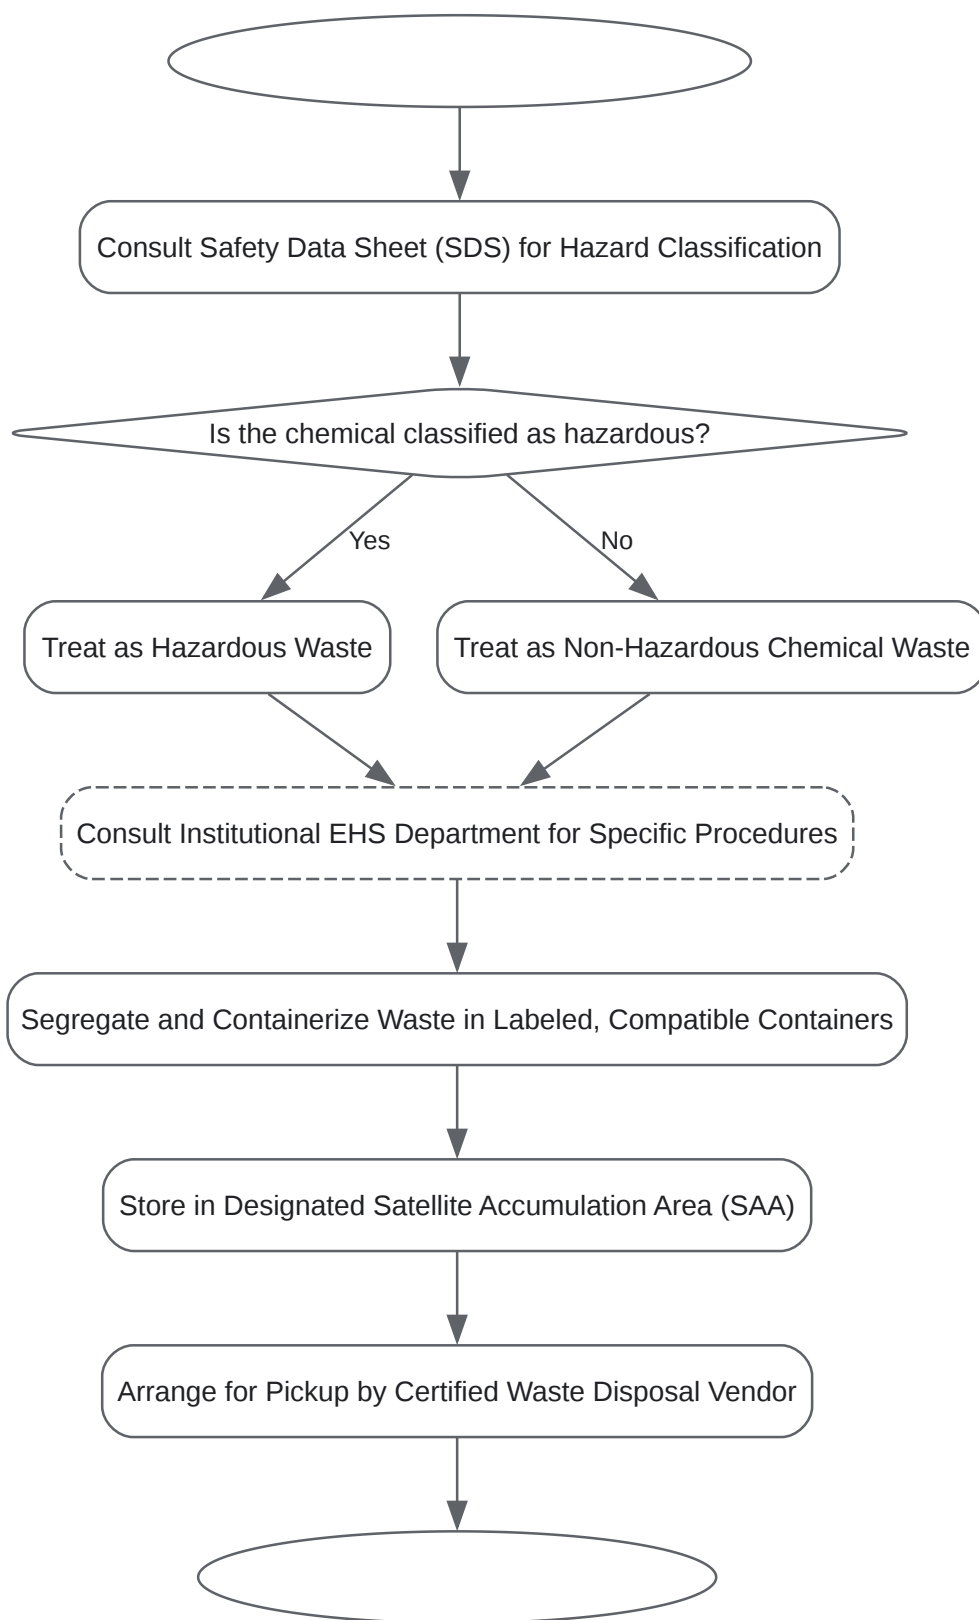 Consult Safety Data Sheet (SDS) for Hazard Classification
Is the chemical classified as hazardous?
Yes
No
Treat as Hazardous Waste
Treat as Non-Hazardous Chemical Waste
Consult Institutional EHS Department for Specific Procedures
Segregate and Containerize Waste in Labeled, Compatible Containers
Store in Designated Satellite Accumulation Area (SAA)
Arrange for Pickup by Certified Waste Disposal Vendor